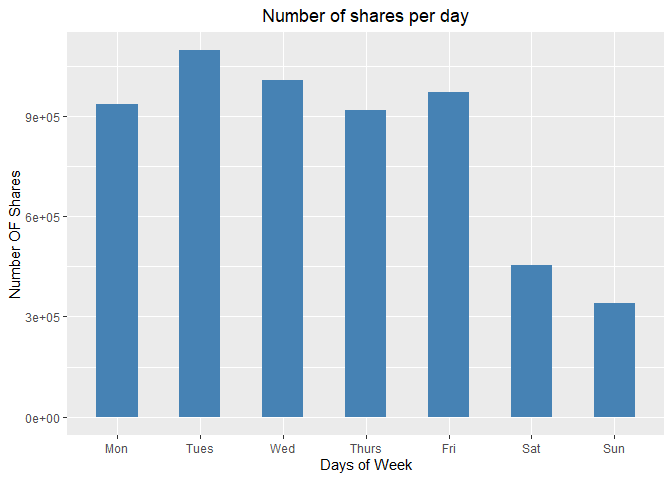 Number of shares per day
Number OF Shares
9e+05
6e+05
3e+05
0e+00
Mon Tues Wed Thurs Fri Sat Sun
Days of Week